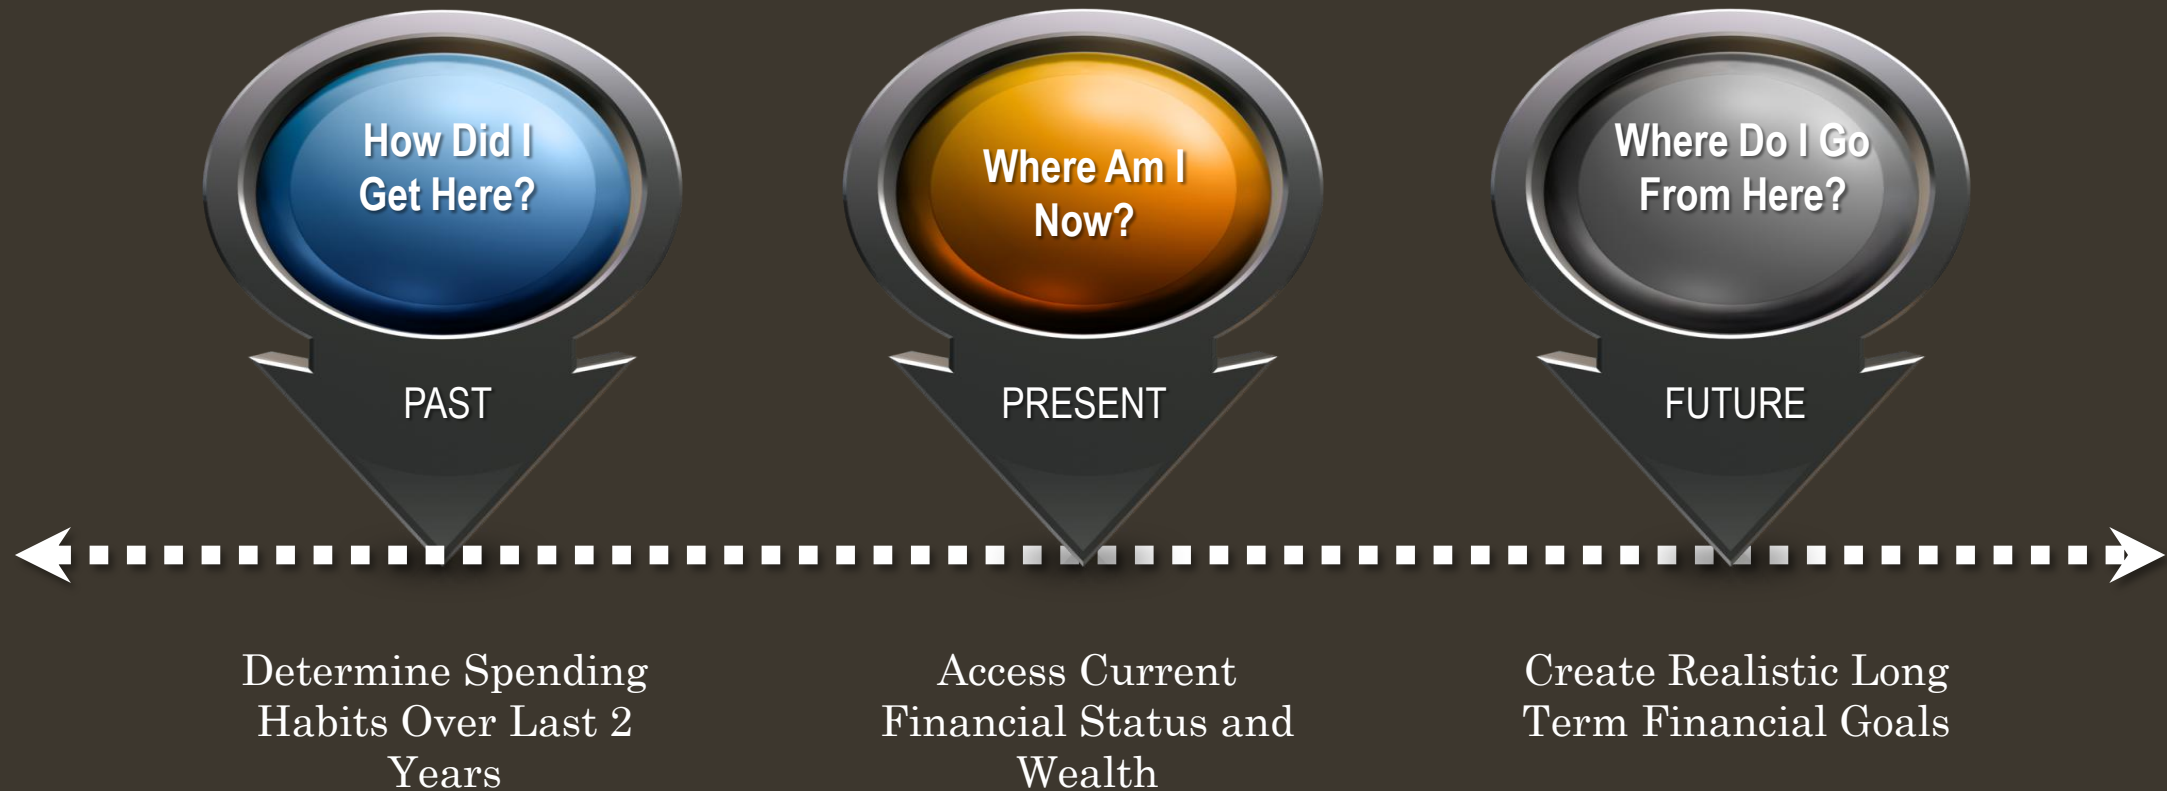 How Did I
Get Here?
Where Am I
Now?
Where Do I Go
From Here?
PAST
PRESENT
FUTURE
Determine Spending
Habits Over Last 2
Years
Access Current
Financial Status and
Wealth
Create Realistic Long
Term Financial Goals